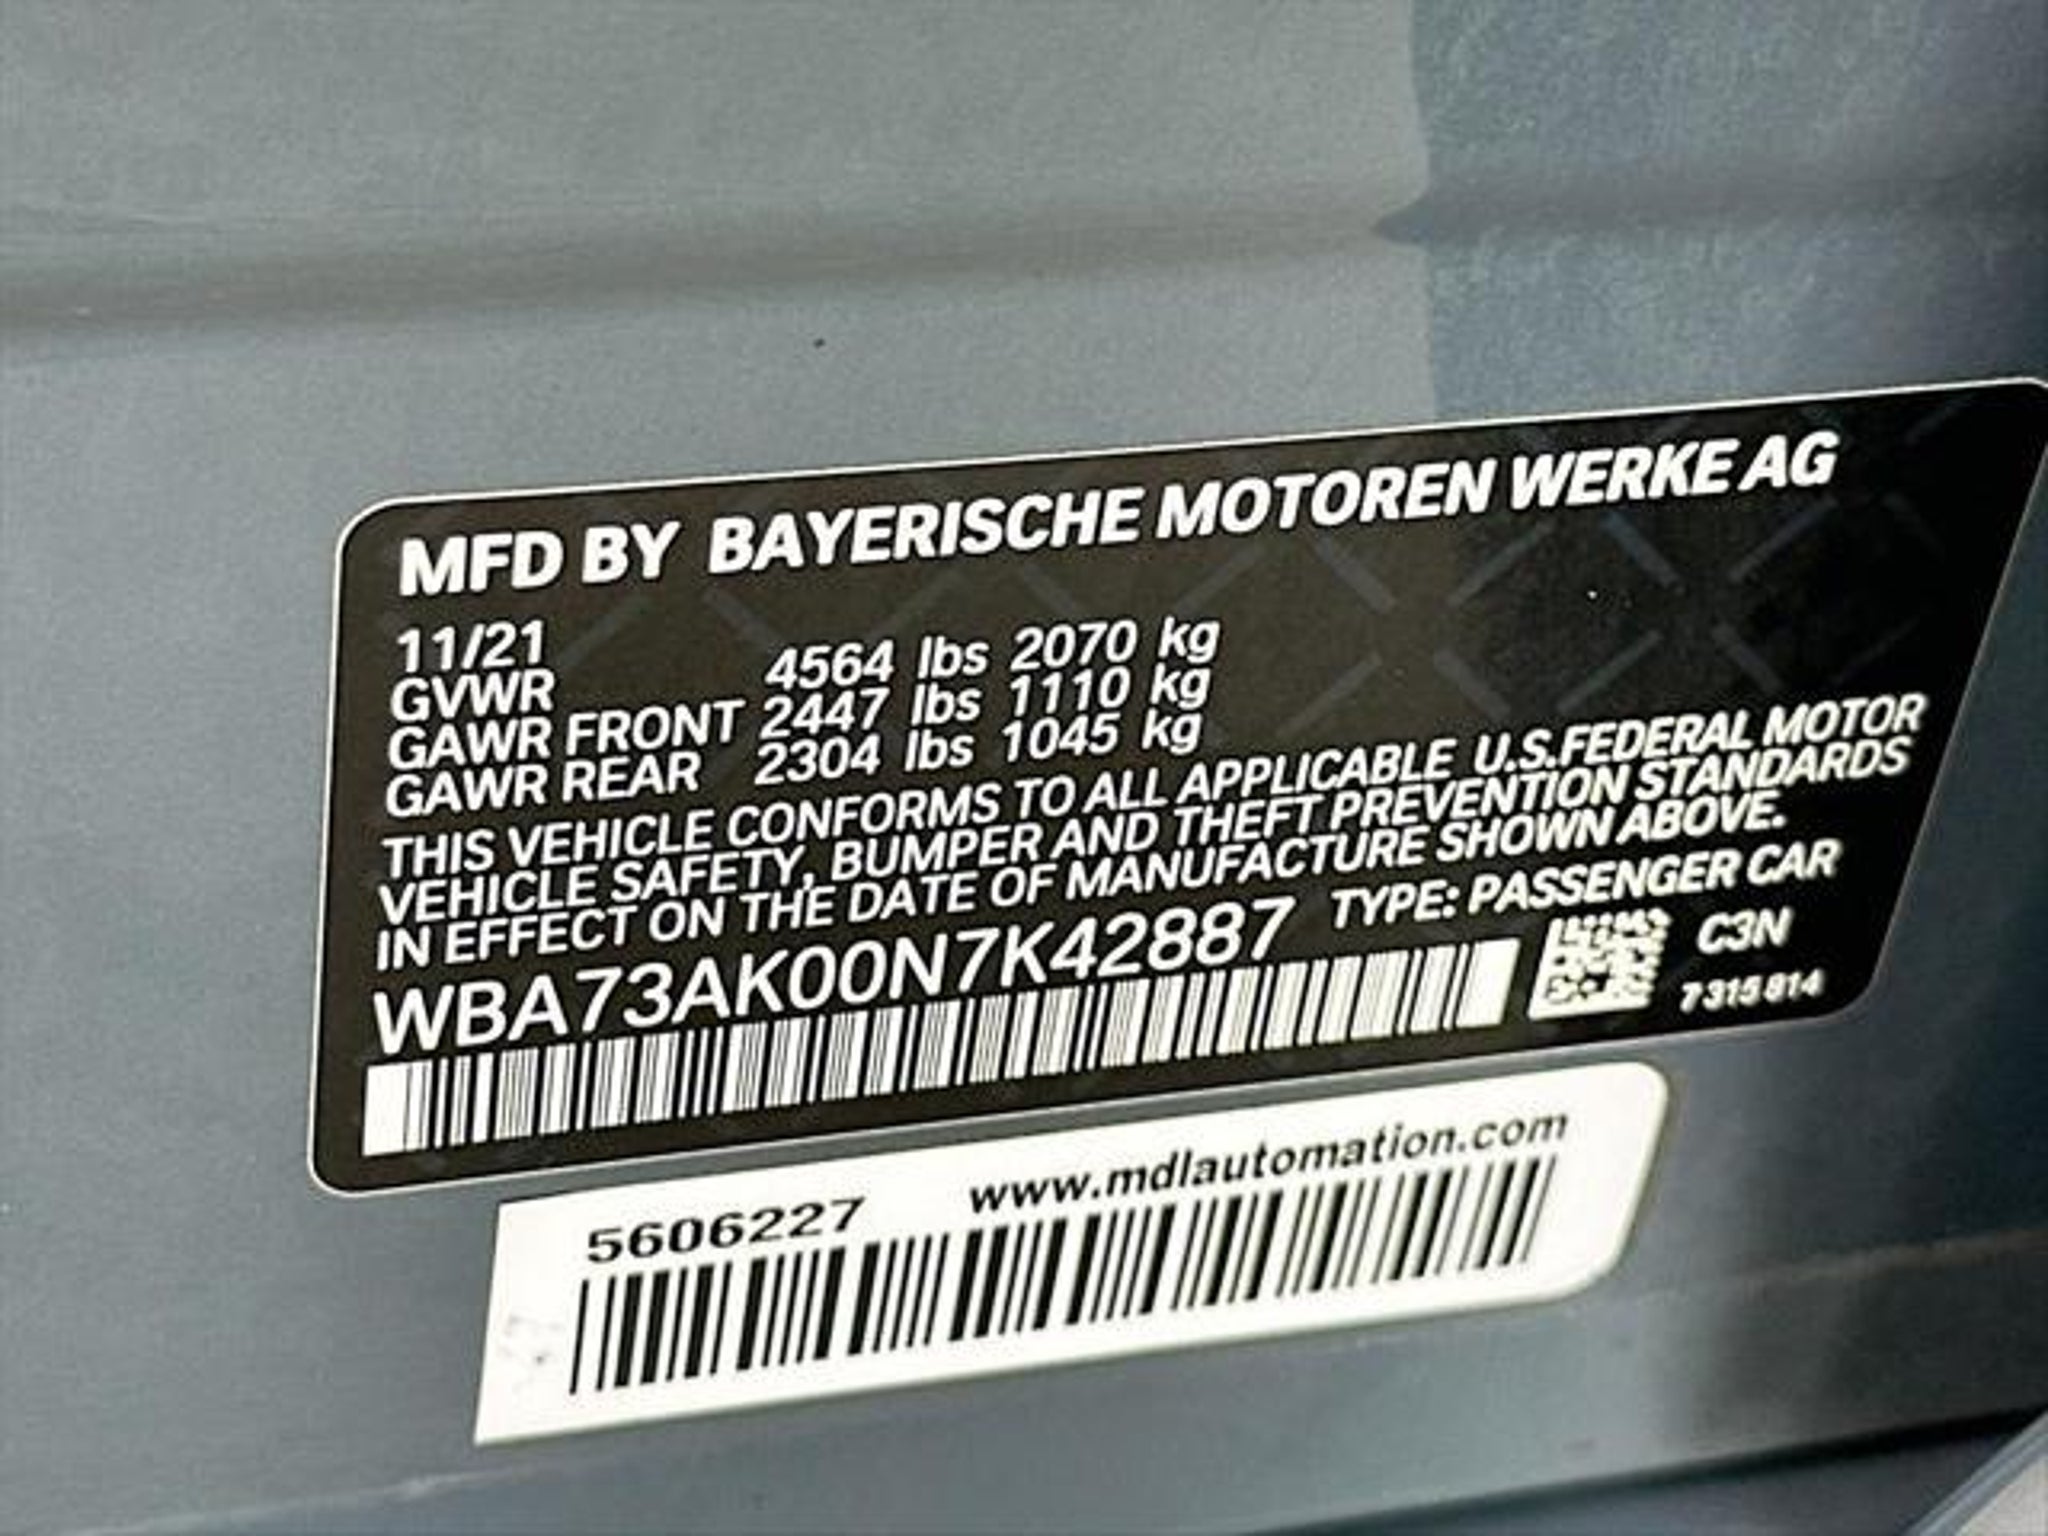 MFD BY BAYERISCHE MOTOREN WERKE AG
11/21
GVWR 4564 lbs 2070 kg
GAWR FRONT 2447 lbs 1110 kg
GAWR REAR 2304 lbs 1045 kg
THIS VEHICLE CONFORMS TO ALL APPLICABLE U.S.FEDERAL MOTOR
VEHICLE SAFETY, BUMPER AND THEFT PREVENTION STANDARDS
IN EFFECT ON THE DATE OF MANUFACTURE SHOWN ABOVE.
WBA73AK00N7K42887 TYPE: PASSENGER CAR
C3N
7315814
5606227 www.mdlautomation.com